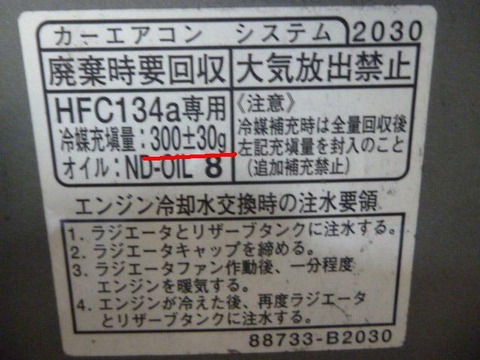 カーエアコン システム 2030
廃棄時要回収 大気放出禁止
HFC134a専用
冷媒充填量:300±30g
オイル:ND-OIL 8
《注意》
冷媒補充時は全量回収後
左記充填量を封入のこと
(追加補充禁止)
エンジン冷却水交換時の注水要領
1. ラジエータとリザーブタンクに注水する。
2. ラジエータキャップを締める。
3. ラジエータファン作動後、一分程度
エンジンを暖気する。
4. エンジンが冷えた後、再度ラジエータ
とリザーブタンクに注水する。
88733-B2030